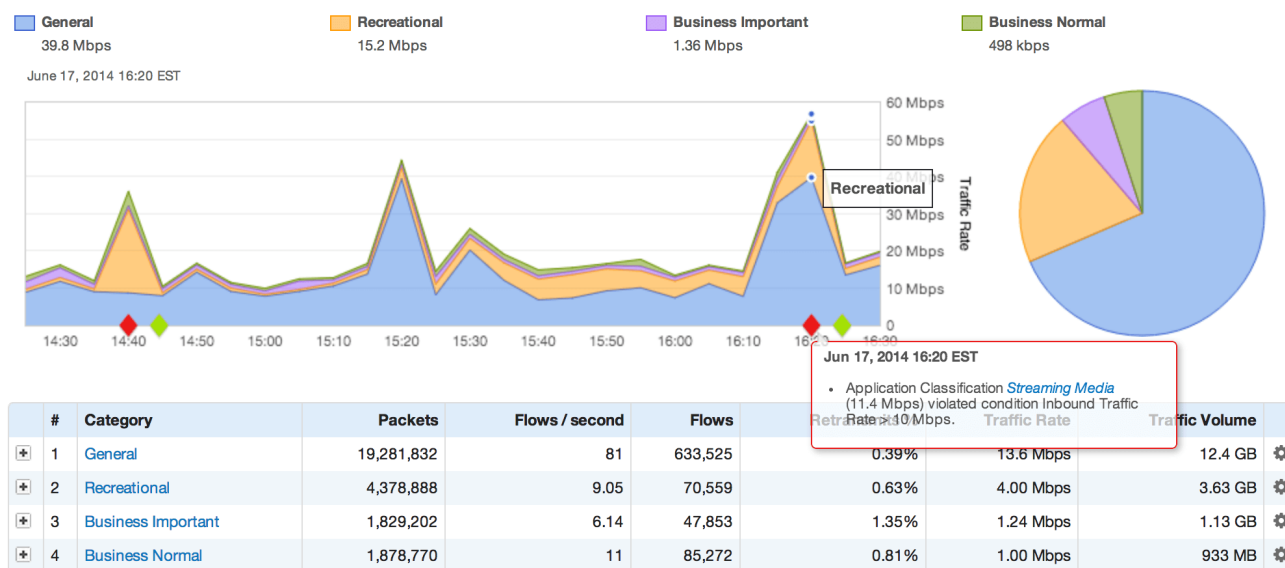 General
Recreational
Business Important
Business Normal
39.8 Mbps
15.2 Mbps
1.36 Mbps
498 kbps
June 17, 2014 16:20 EST
60 Mbps
50 Mbps
40 Mbps
30 Mbps
20 Mbps
10 Mbps
0
Traffic Rate
Recreational
14:30 14:40 14:50 15:00 15:10 15:20 15:30 15:40 15:50 16:00 16:10 16:20 16:30
Jun 17, 2014 16:20 EST
• Application Classification Streaming Media
(11.4 Mbps) violated condition Inbound Traffic
Rate > 10 Mbps.
# Category Packets Flows / second Flows Retransmits % Traffic Rate Traffic Volume
1 General 19,281,832 81 633,525 0.39% 13.6 Mbps 12.4 GB
2 Recreational 4,378,888 9.05 70,559 0.63% 4.00 Mbps 3.63 GB
3 Business Important 1,829,202 6.14 47,853 1.35% 1.24 Mbps 1.13 GB
4 Business Normal 1,878,770 11 85,272 0.81% 1.00 Mbps 933 MB